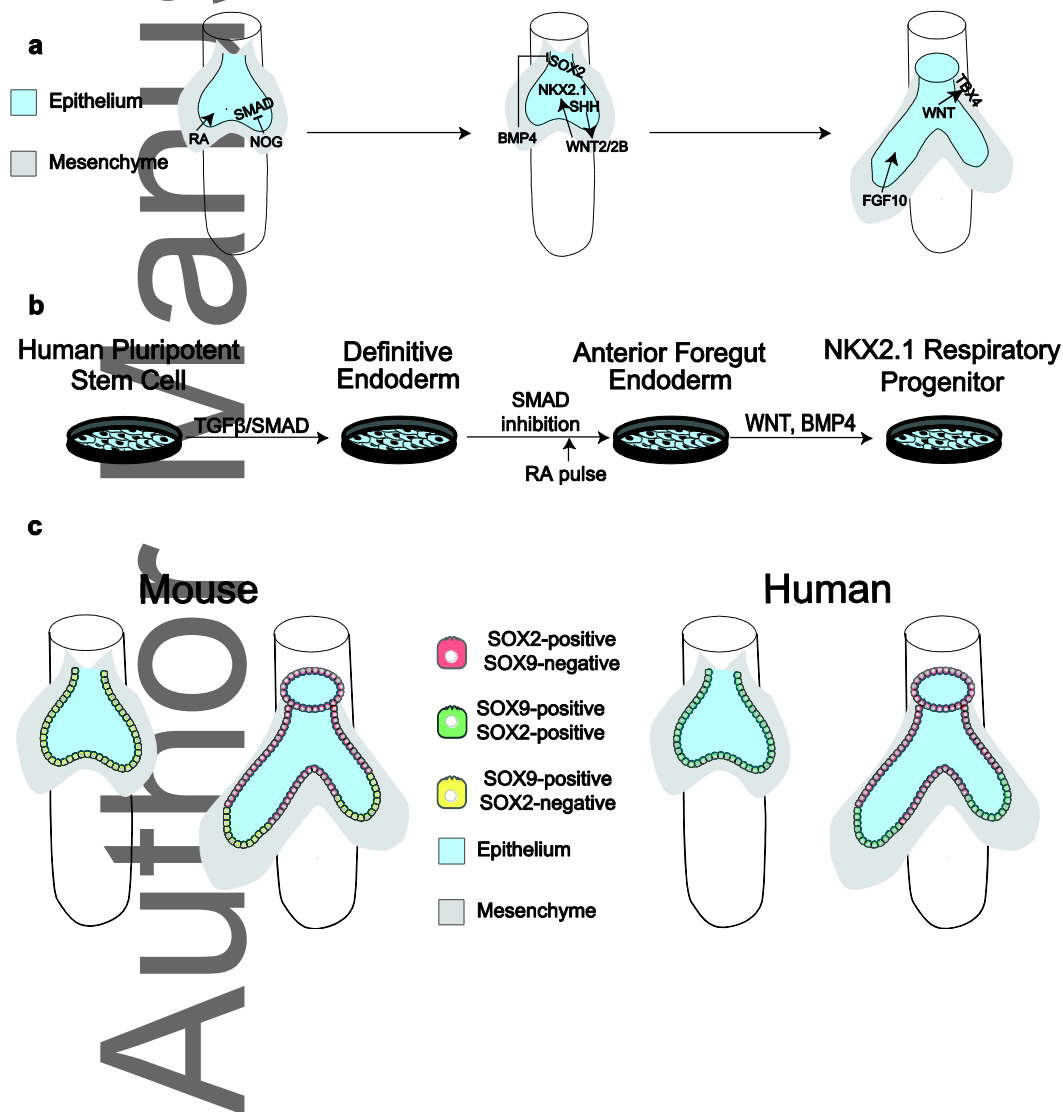 a
Epithelium
Mesenchyme
SMAD
RA
NOG
SOX2
NKX2.1
SHH
BMP4
WNT2/2B
TBX4
WNT
FGF10
b
Human Pluripotent
Stem Cell
Definitive
Endoderm
Anterior Foregut
Endoderm
NKX2.1 Respiratory
Progenitor
TGFβ/SMAD
SMAD
inhibition
RA pulse
WNT, BMP4
c
Mouse
Human
SOX2-positive
SOX9-negative
SOX9-positive
SOX2-positive
SOX9-positive
SOX2-negative
Epithelium
Mesenchyme
Author